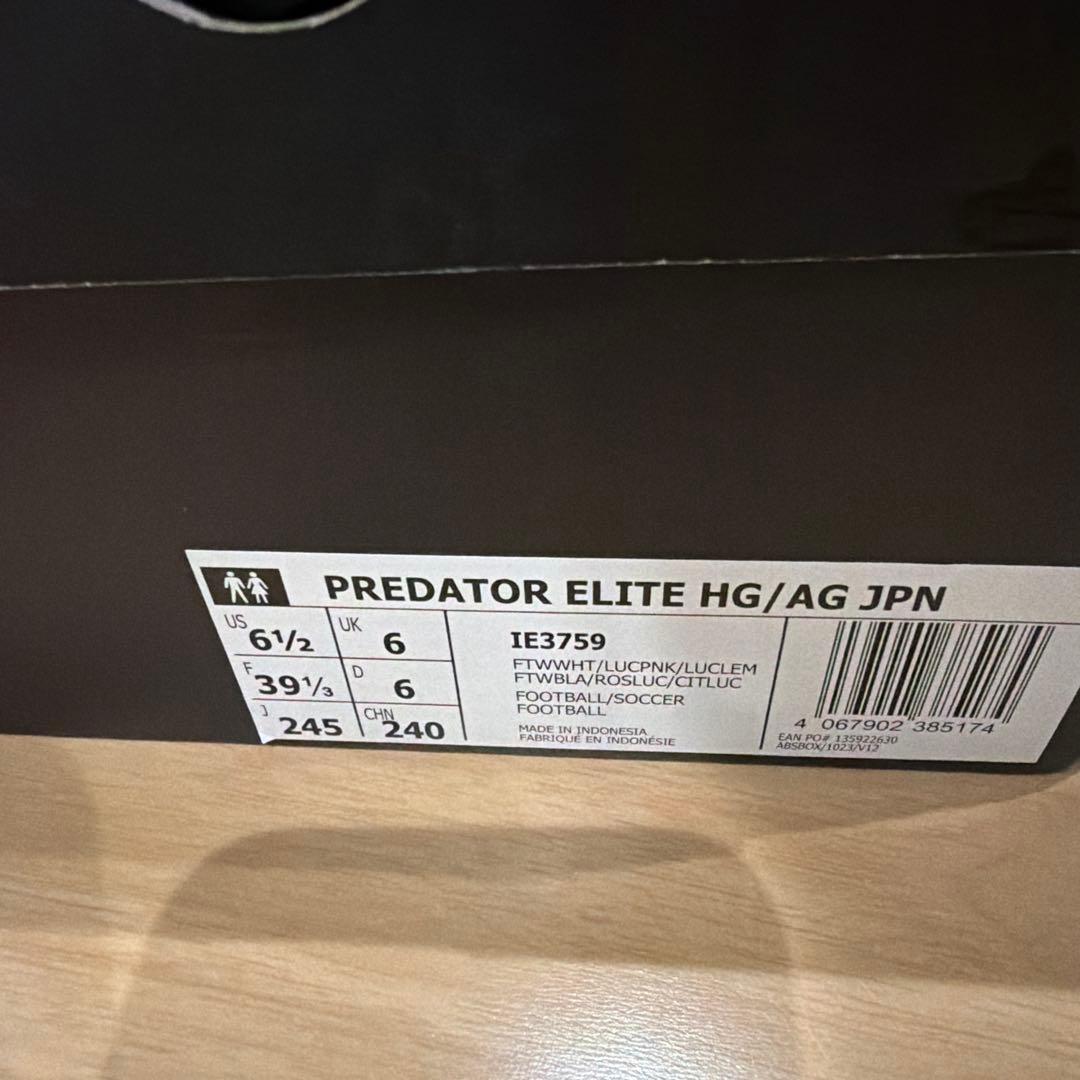 PREDATOR ELITE HG/AG JPN
US 6½
UK 6
F 39⅓
D 6
J 245
CHN 240
IE3759
FTWWHT/LUCPNK/LUCLEM
FTWBLA/ROSLUC/CITLUC
FOOTBALL/SOCCER
FOOTBALL
MADE IN INDONESIA
FABRIQUÉ EN INDONÉSIE
4 067902 385174
EAN PO# 135922630
ABSBOX/1023/V12